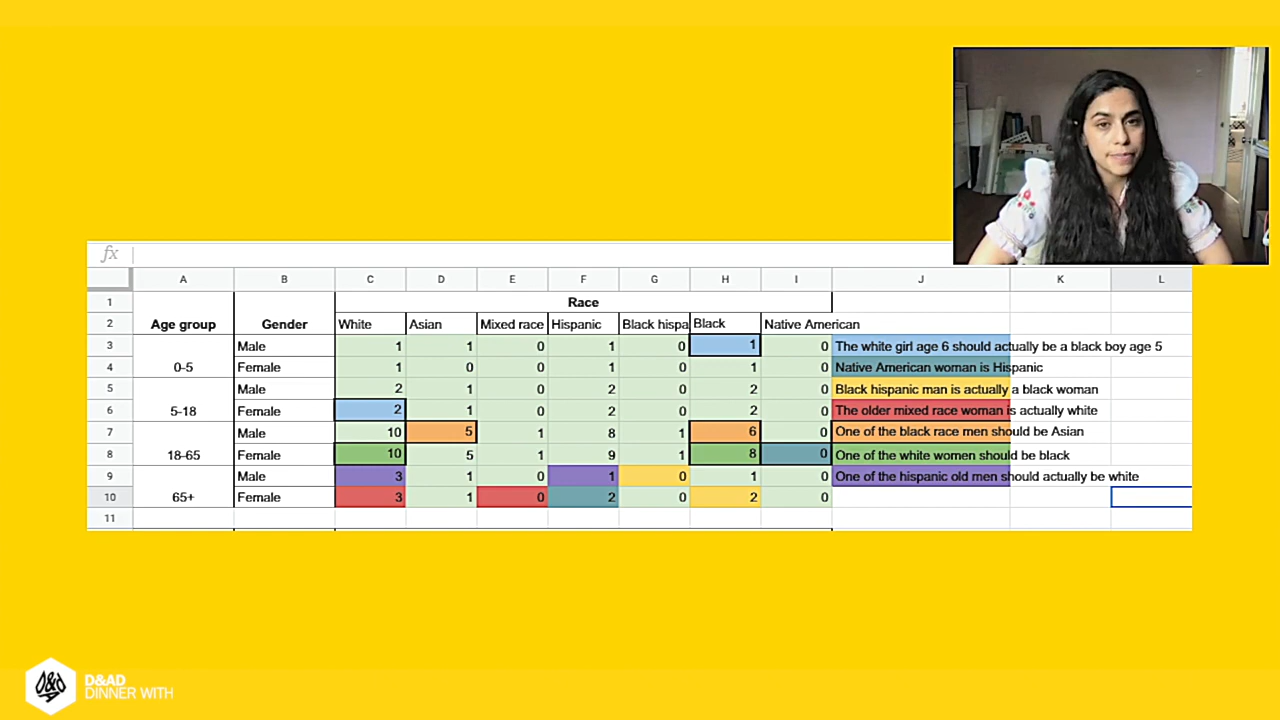 fx
A B C D E F G H I J K L
1 Race
2 Age group Gender White Asian Mixed race Hispanic Black hispa Black Native American
3 Male 1 1 0 1 0 1 0 The white girl age 6 should actually be a black boy age 5
4 0-5 Female 1 0 0 1 0 1 0 Native American woman is Hispanic
5 Male 2 1 0 2 0 2 0 Black hispanic man is actually a black woman
6 5-18 Female 2 1 0 2 0 2 0 The older mixed race woman is actually white
7 Male 10 5 1 8 1 6 0 One of the black race men should be Asian
8 18-65 Female 10 5 1 9 1 8 0 One of the white women should be black
9 Male 3 1 0 1 0 1 0 One of the hispanic old men should actually be white
10 65+ Female 3 1 0 2 0 2 0
11
D&AD
DINNER WITH